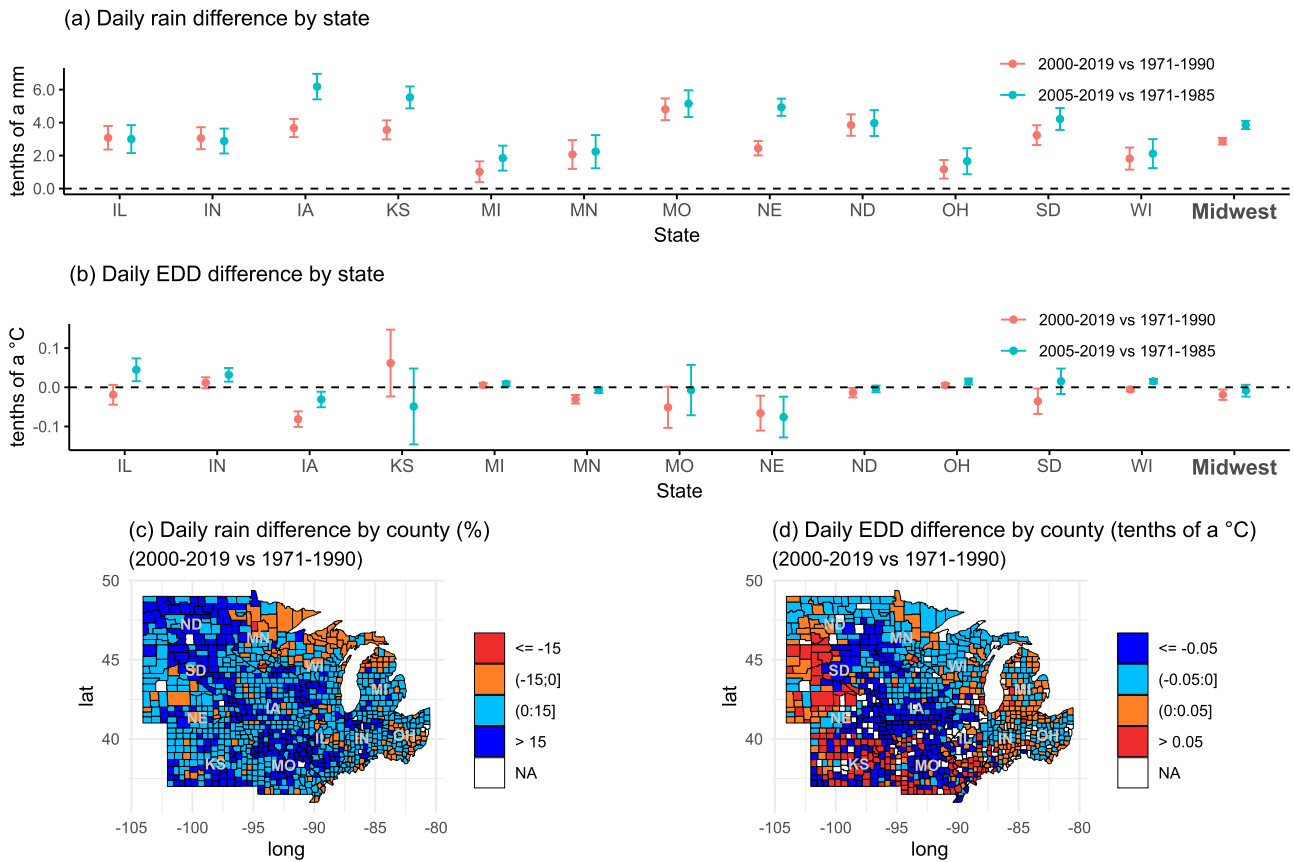 (a) Daily rain difference by state
tenths of a mm
6.0
4.0
2.0
0.0
2000-2019 vs 1971-1990
2005-2019 vs 1971-1985
IL IN IA KS MI MN MO NE ND OH SD WI Midwest
State
(b) Daily EDD difference by state
tenths of a °C
0.1
0.0
-0.1
2000-2019 vs 1971-1990
2005-2019 vs 1971-1985
IL IN IA KS MI MN MO NE ND OH SD WI Midwest
State
(c) Daily rain difference by county (%)
(2000-2019 vs 1971-1990)
lat
50
45
40
ND
MN
SD
WI
MI
NE
IA
IL
IN
OH
KS
MO
-105 -100 -95 -90 -85 -80
long
<= -15
(-15;0]
(0:15]
> 15
NA
(d) Daily EDD difference by county (tenths of a °C)
(2000-2019 vs 1971-1990)
lat
50
45
40
ND
MN
SD
WI
MI
NE
IA
IL
IN
OH
KS
MO
-105 -100 -95 -90 -85 -80
long
<= -0.05
(-0.05:0]
(0:0.05]
> 0.05
NA